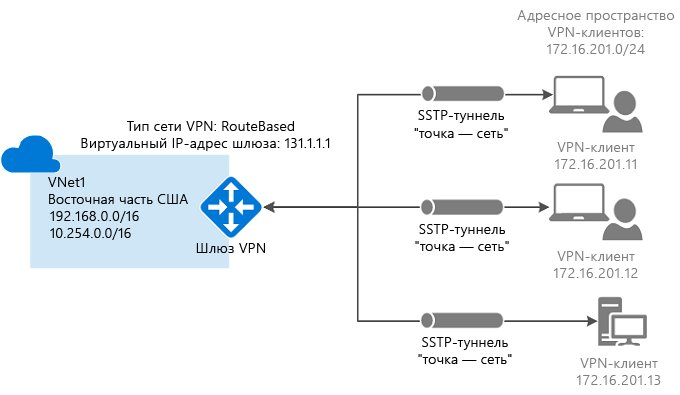 Адресное пространство
VPN-клиентов:
172.16.201.0/24
Тип сети VPN: RouteBased
Виртуальный IP-адрес шлюза: 131.1.1.1
VNet1
Восточная часть США
192.168.0.0/16
10.254.0.0/16
Шлюз VPN
SSTP-туннель
"точка — сеть"
VPN-клиент
172.16.201.11
SSTP-туннель
"точка — сеть"
VPN-клиент
172.16.201.12
SSTP-туннель
"точка — сеть"
VPN-клиент
172.16.201.13